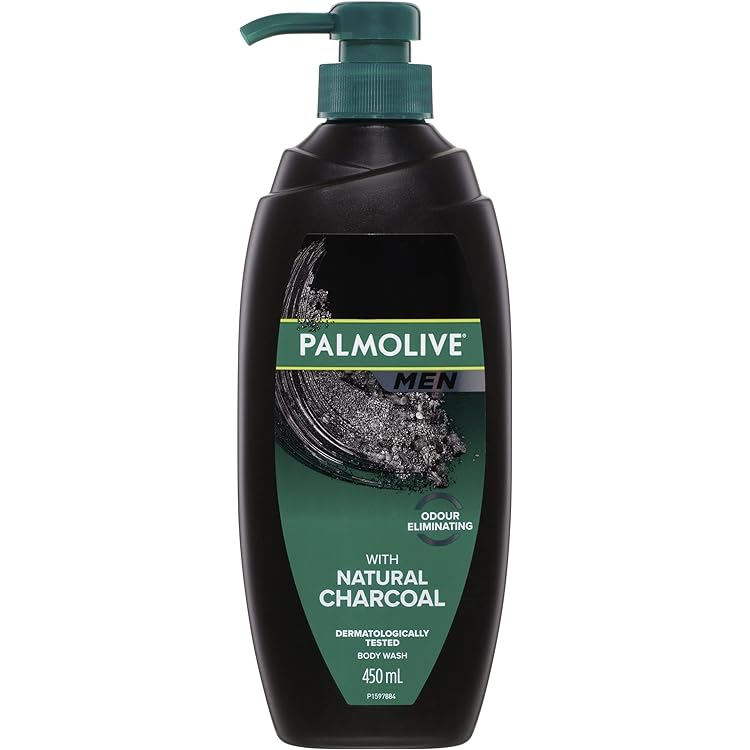 PALMOLIVE®
MEN
ODOUR
ELIMINATING
WITH
NATURAL
CHARCOAL
DERMATOLOGICALLY
TESTED
BODY WASH
450 mL
P1597884